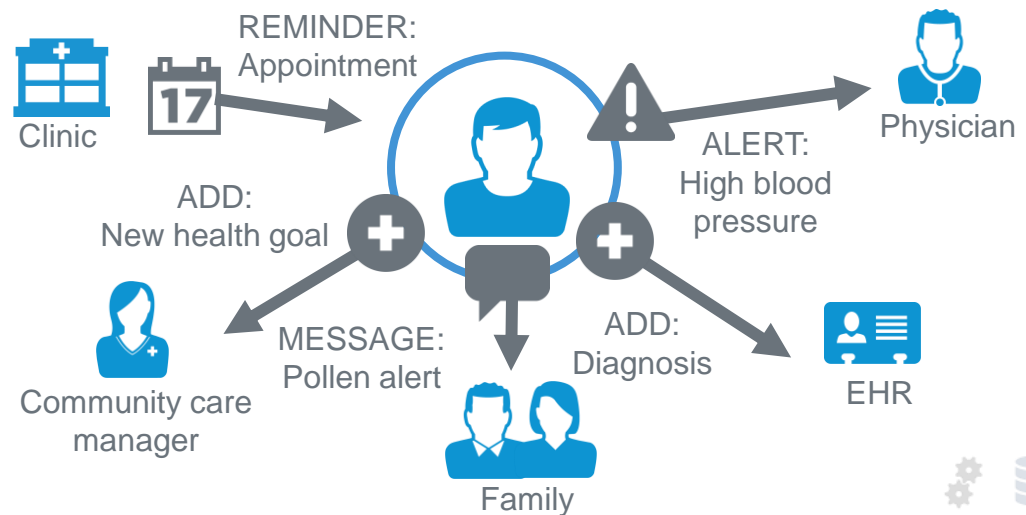 REMINDER:
Appointment
Clinic
17
Physician
ALERT:
High blood
pressure
ADD:
New health goal
MESSAGE:
Pollen alert
ADD:
Diagnosis
EHR
Community care
manager
Family